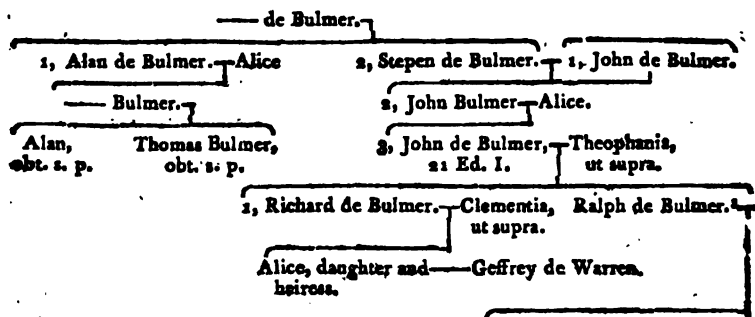 —— de Bulmer.
1, Alan de Bulmer. Alice 2, Stepen de Bulmer. 1, John de Bulmer.
—— Bulmer. 2, John Bulmer Alice.
Alan, Thomas Bulmer, 3, John de Bulmer, Theophania,
obt. s. p. obt. s. p. 21 Ed. I. ut supra.
1, Richard de Bulmer. Clementia, Ralph de Bulmer. 2
ut supra.
Alice, daughter and Geffrey de Warren.
heiress.